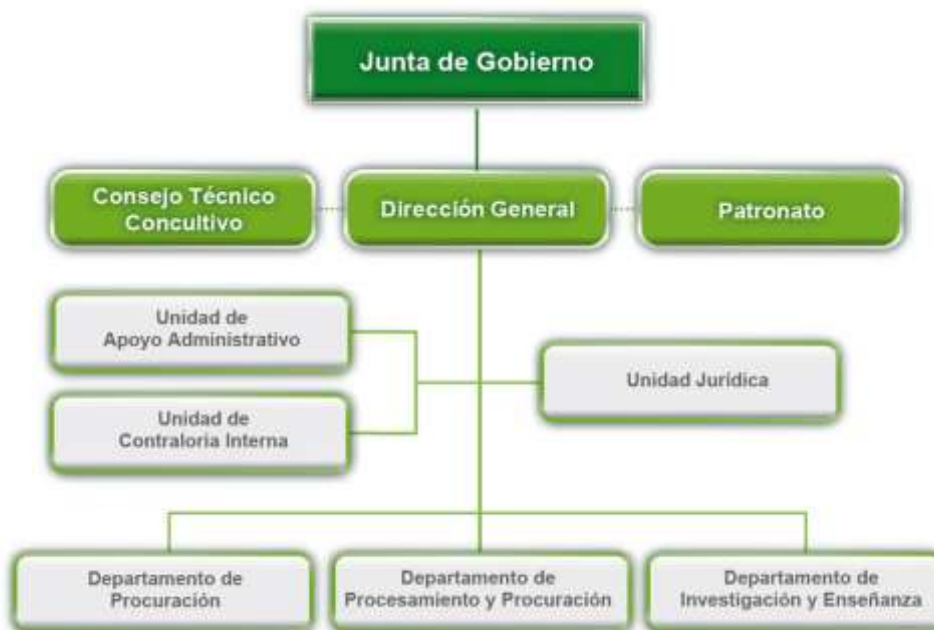 Junta de Gobierno
Consejo Técnico
Concultivo
Dirección General
Patronato
Unidad de
Apoyo Administrativo
Unidad Jurídica
Unidad de
Contraloria Interna
Departamento de
Procuración
Departamento de
Procesamiento y Procuración
Departamento de
Investigación y Enseñanza